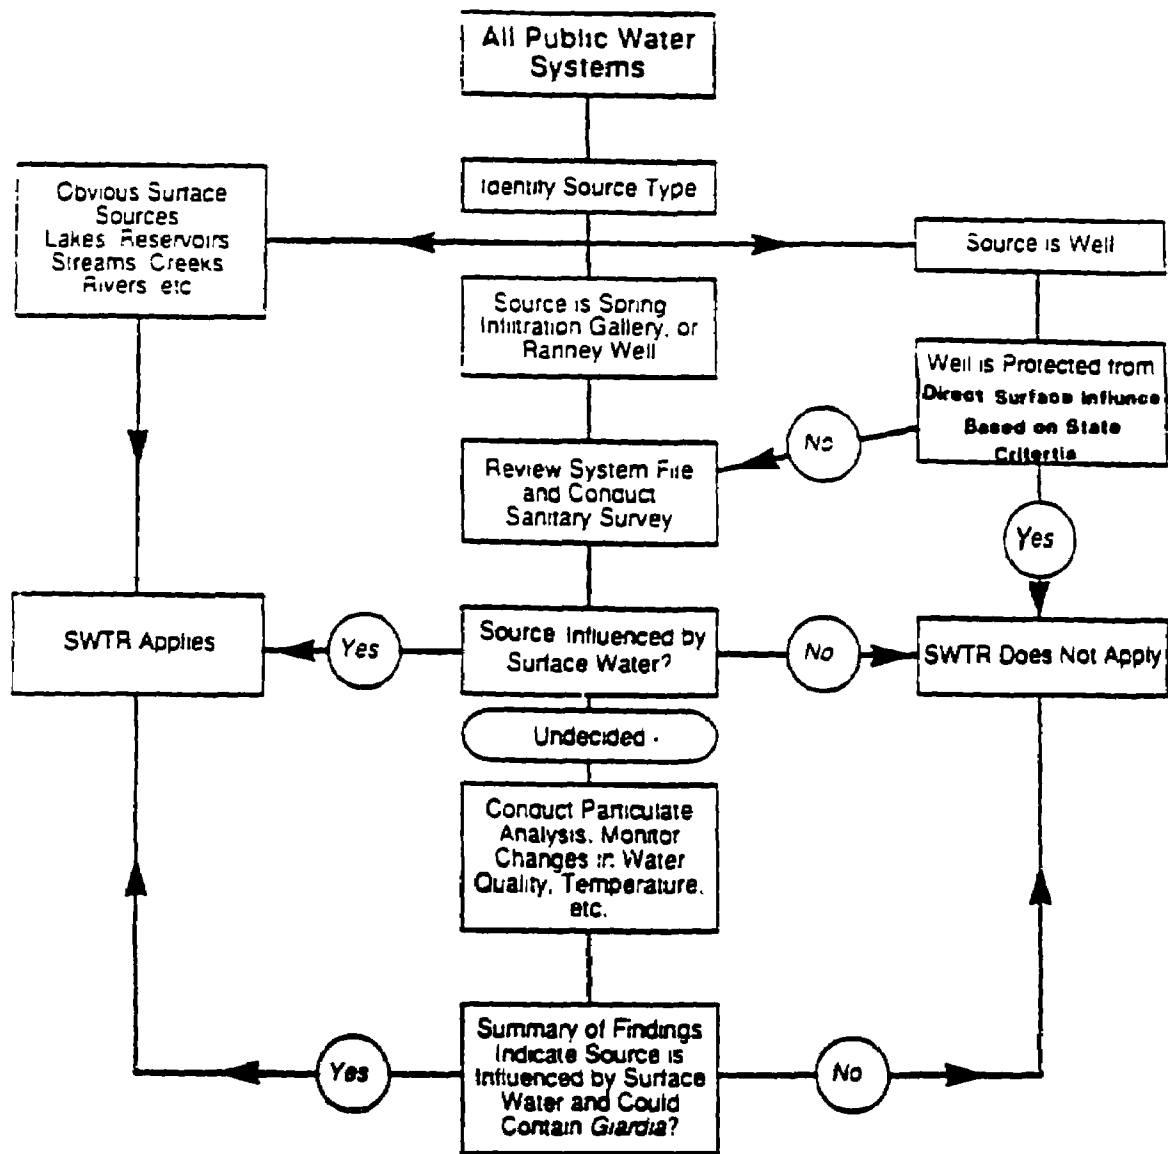 All Public Water
Systems
Identify Source Type
Obvious Surface
Sources
Lakes Reservoirs
Streams Creeks
Rivers etc
Source is Well
Source is Spring
Infiltration Gallery, or
Ranney Well
Well is Protected from
Direct Surface Influnce
Based on State
Critertia
No
Review System File
and Conduct
Sanitary Survey
Yes
SWTR Applies
Yes
Source Influenced by
Surface Water?
No
SWTR Does Not Apply
Undecided
Conduct Particulate
Analysis, Monitor
Changes in Water
Quality, Temperature,
etc.
Yes
Summary of Findings
Indicate Source is
Influenced by Surface
Water and Could
Contain Giardia?
No